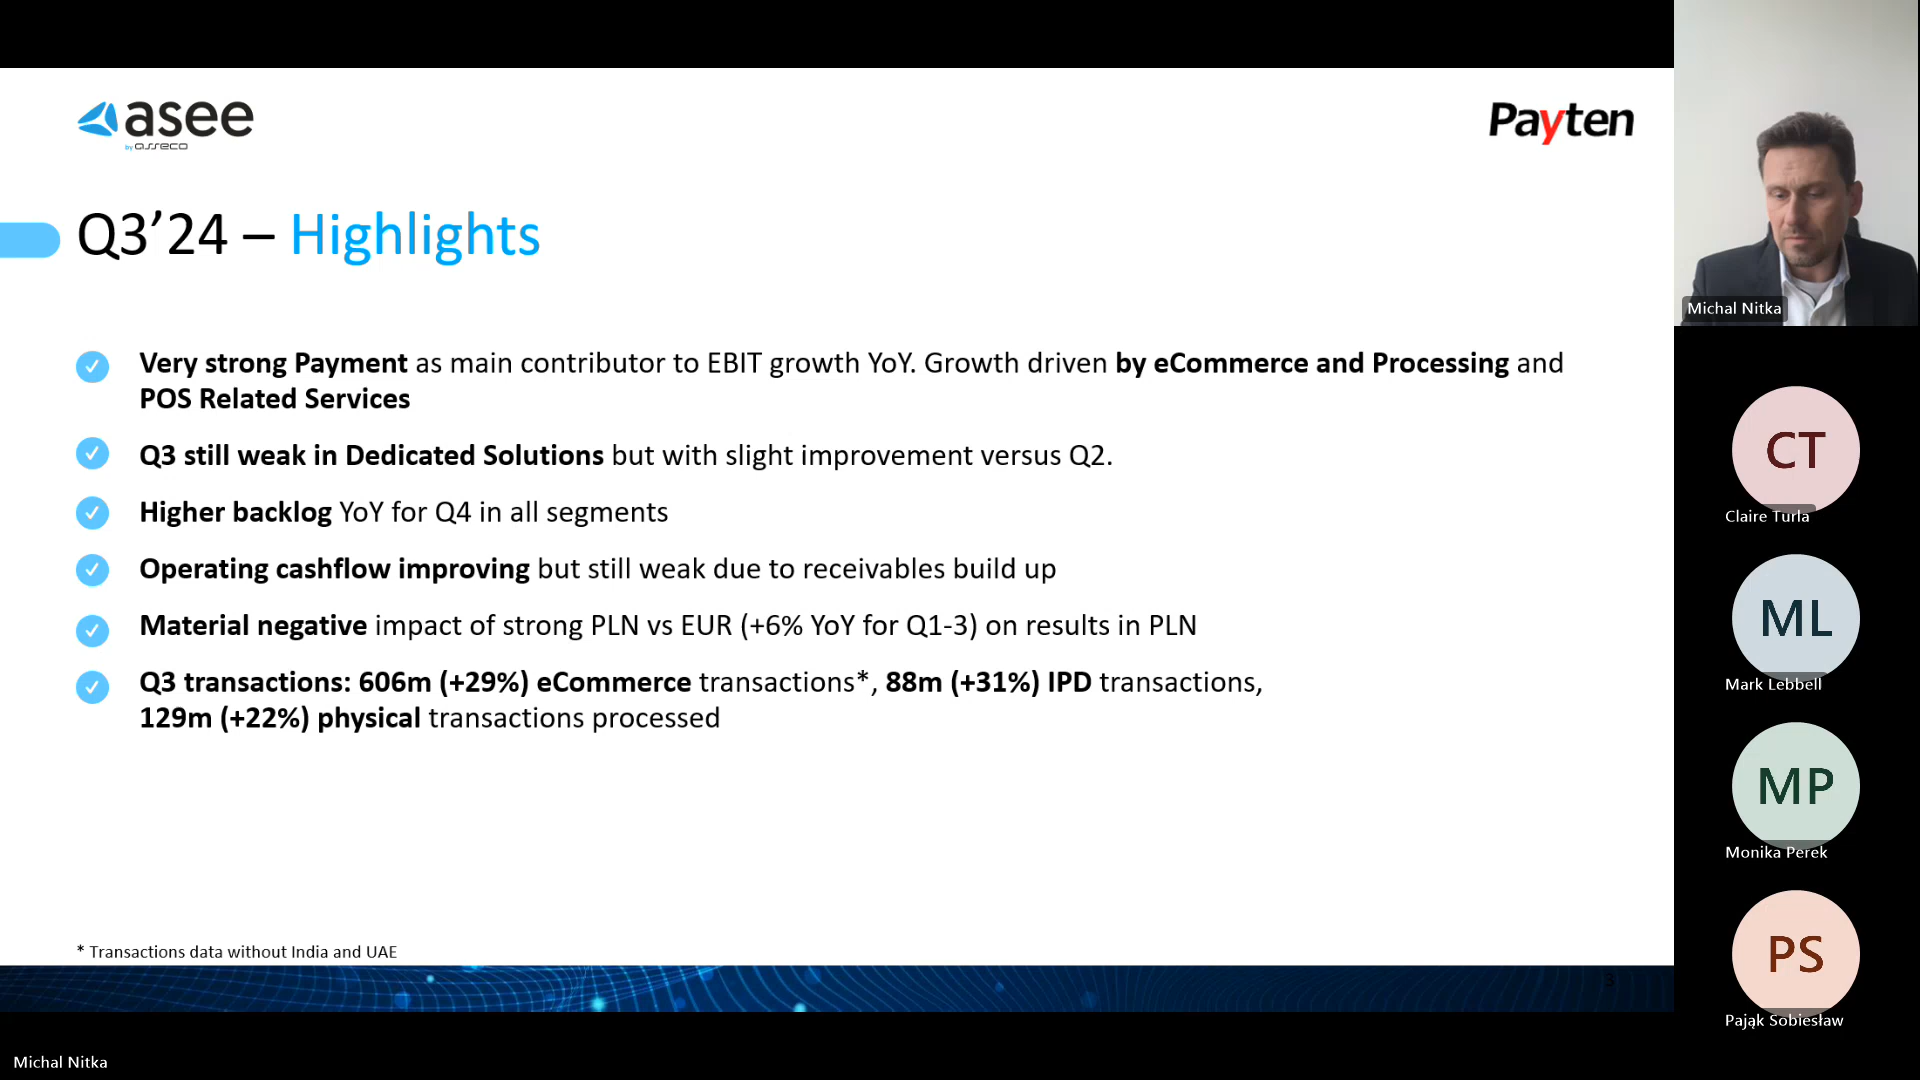 asee
by asseco
Payten
Q3’24 – Highlights
Very strong Payment as main contributor to EBIT growth YoY. Growth driven by eCommerce and Processing and
POS Related Services
Q3 still weak in Dedicated Solutions but with slight improvement versus Q2.
Higher backlog YoY for Q4 in all segments
Operating cashflow improving but still weak due to receivables build up
Material negative impact of strong PLN vs EUR (+6% YoY for Q1-3) on results in PLN
Q3 transactions: 606m (+29%) eCommerce transactions*, 88m (+31%) IPD transactions,
129m (+22%) physical transactions processed
* Transactions data without India and UAE
3
Michal Nitka
CT
Claire Turla
ML
Mark Lebbell
MP
Monika Perek
PS
Pająk Sobiesław
Michal Nitka